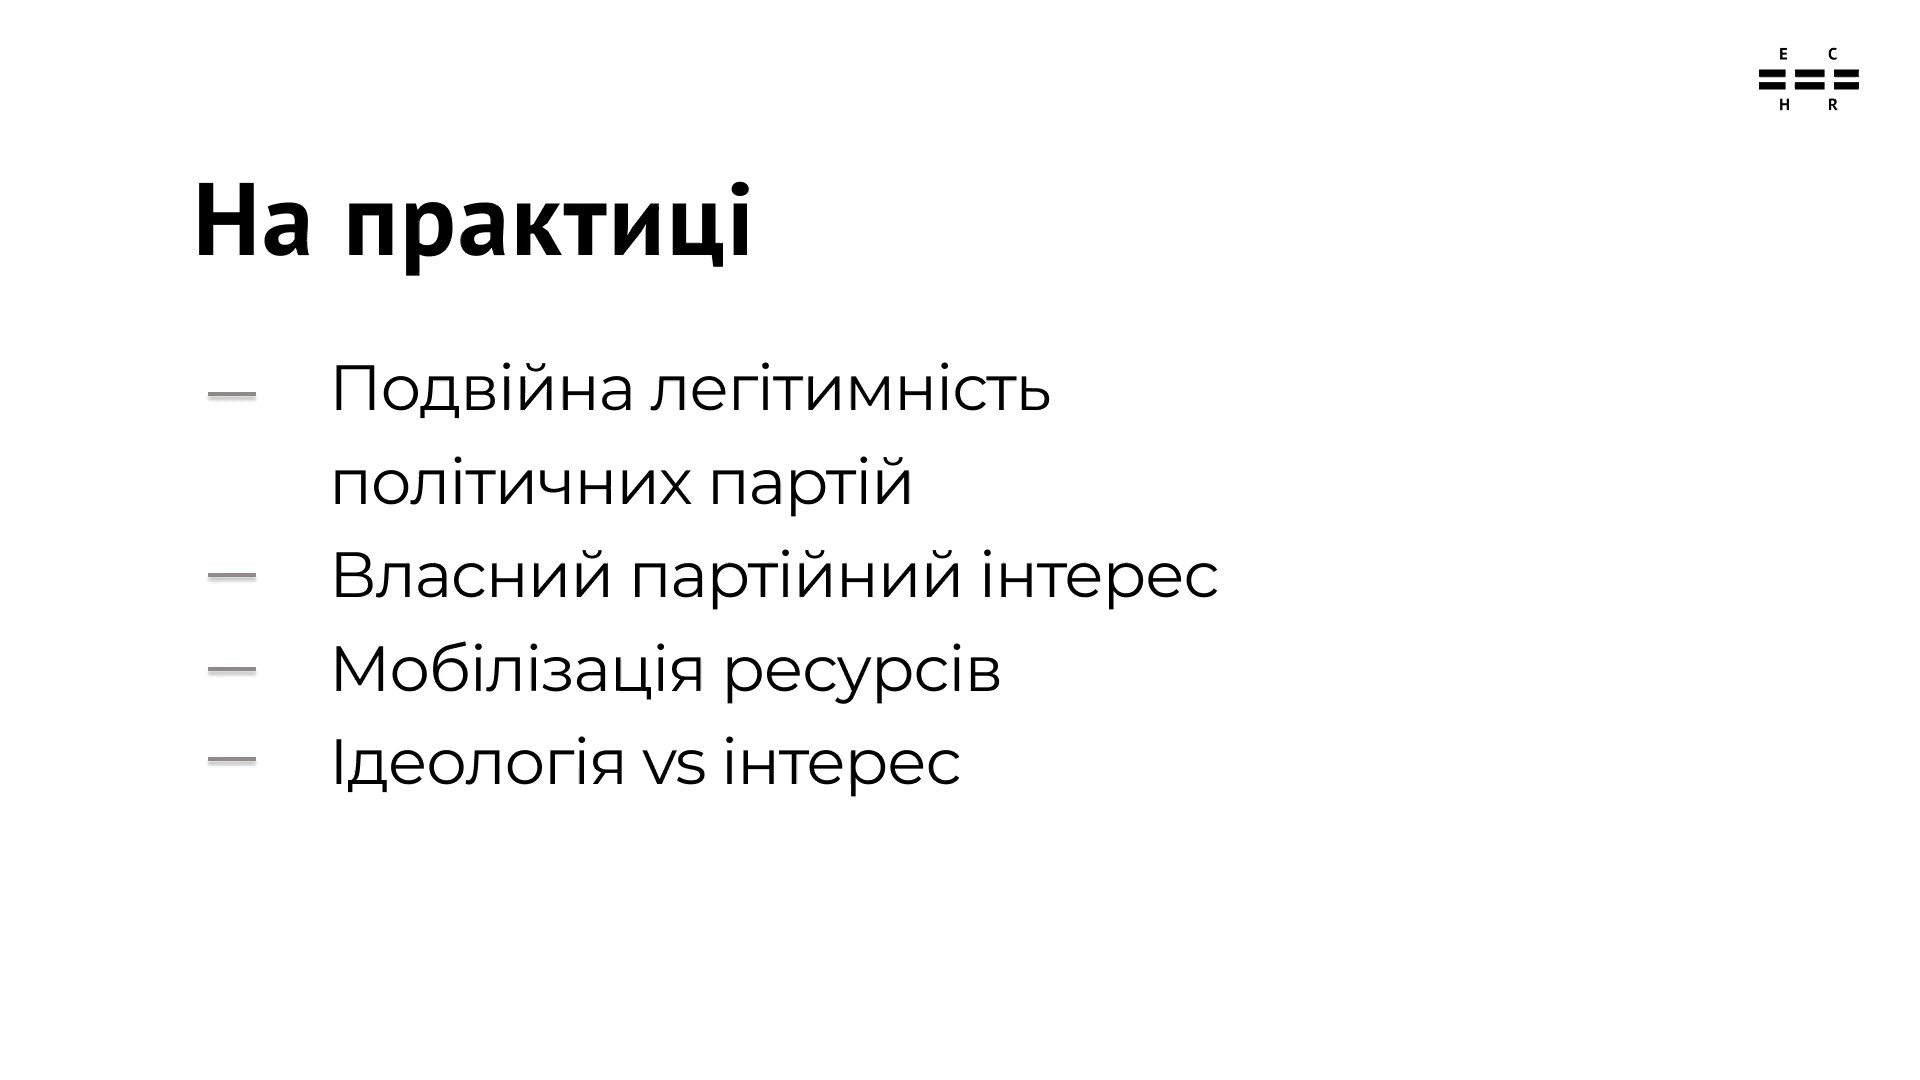 E C
H R
На практиці
Подвійна легітимність
політичних партій
Власний партійний інтерес
Мобілізація ресурсів
Ідеологія vs інтерес